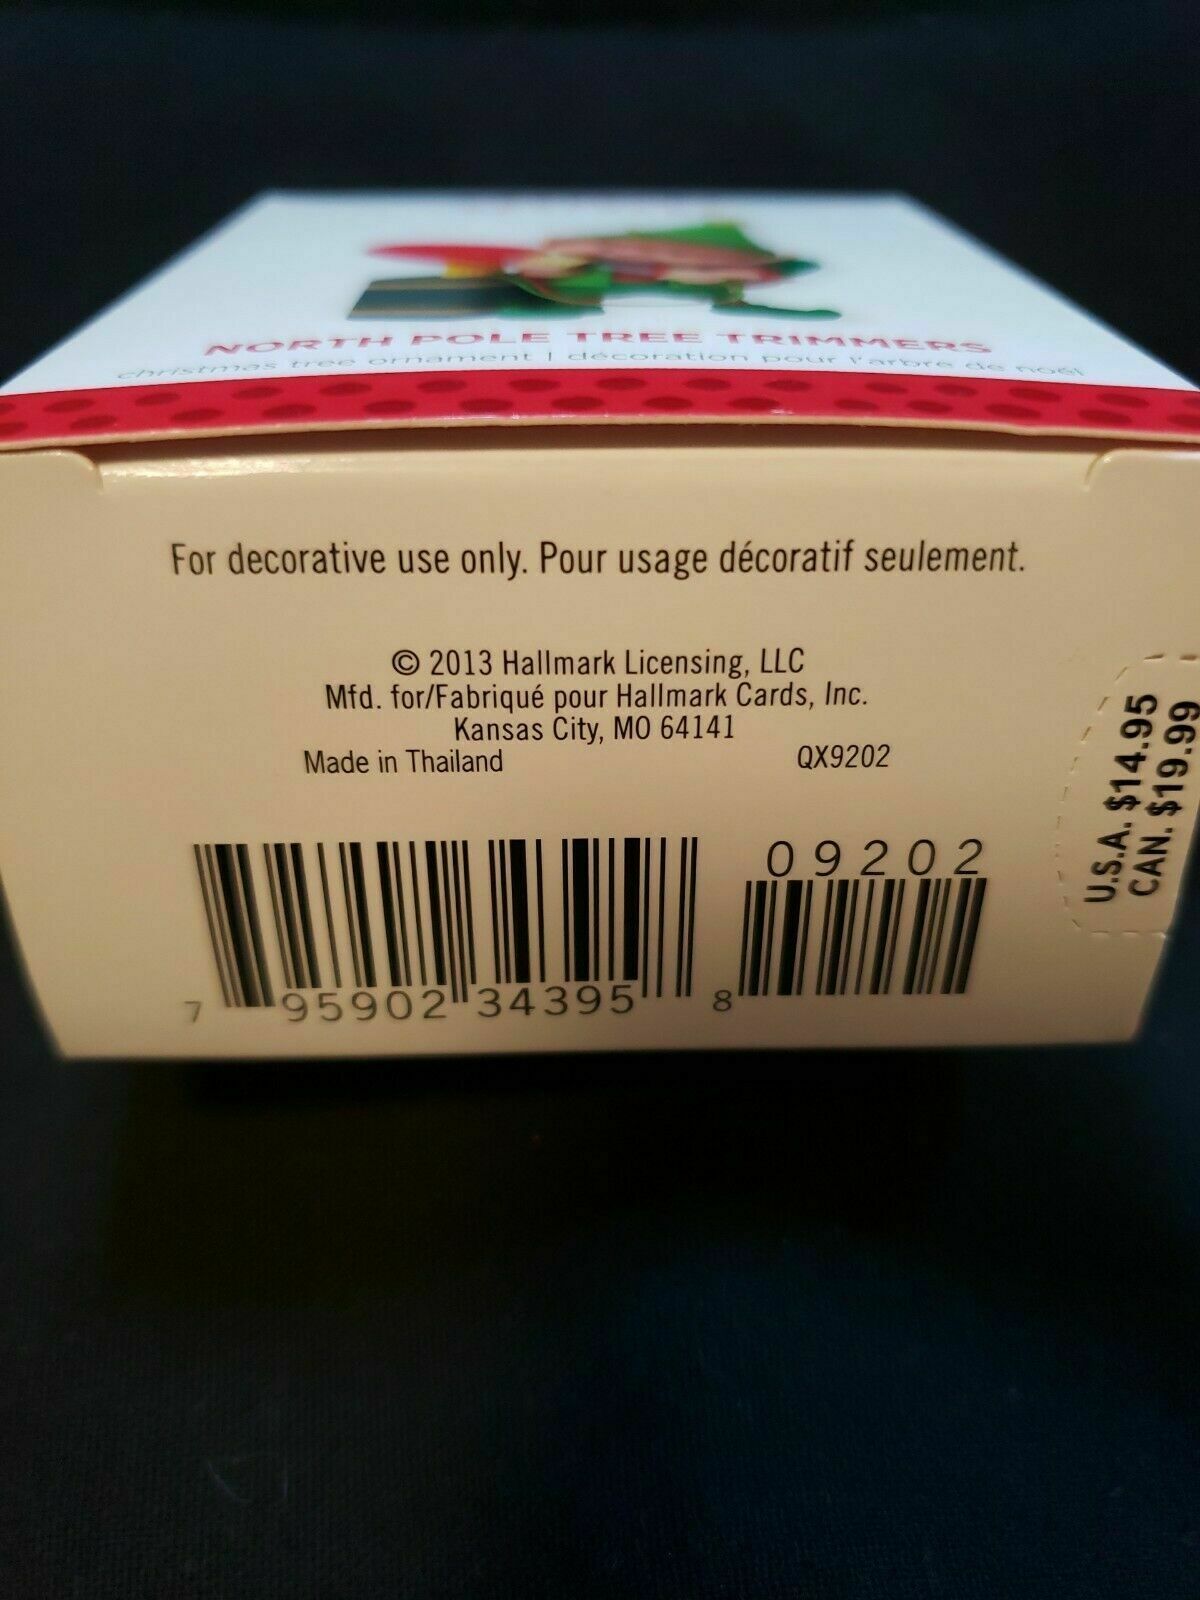 NORTH POLE TREE TRIMMERS
christmas tree ornament | décoration pour l'arbre de noël
For decorative use only. Pour usage décoratif seulement.
© 2013 Hallmark Licensing, LLC
Mfd. for/Fabriqué pour Hallmark Cards, Inc.
Kansas City, MO 64141
Made in Thailand QX9202
U.S.A. $14.95
CAN. $19.99
09202
7 95902 34395 8